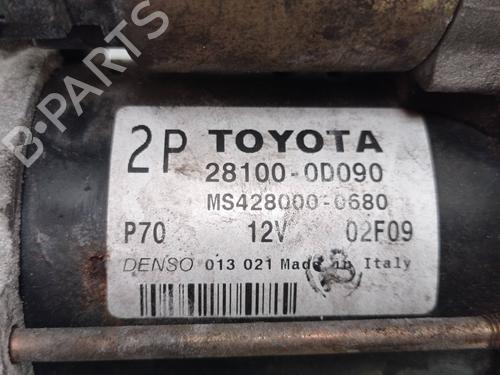 B-PARTS
2P TOYOTA
28100-0D090
MS428000-0680
P70 12V 02F09
DENSO 013 021 Made in Italy